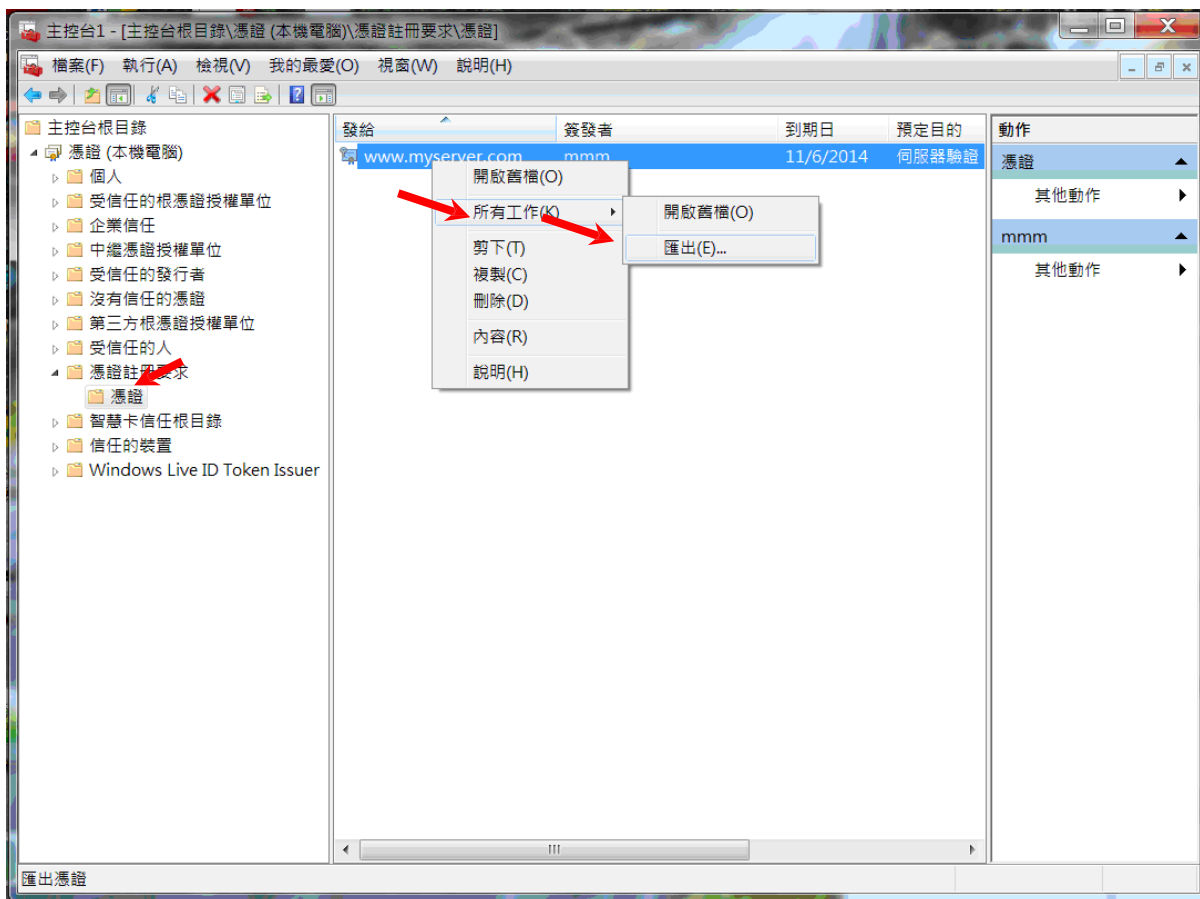 主控台1 - [主控台根目錄\憑證 (本機電腦)\憑證註冊要求\憑證]
檔案(F) 執行(A) 檢視(V) 我的最愛(O) 視窗(W) 說明(H)
主控台根目錄
憑證 (本機電腦)
個人
受信任的根憑證授權單位
企業信任
中繼憑證授權單位
受信任的發行者
沒有信任的憑證
第三方根憑證授權單位
受信任的人
憑證註冊要求
憑證
智慧卡信任根目錄
信任的裝置
Windows Live ID Token Issuer
發給 簽發者 到期日 預定目的
www.myserver.com mmm 11/6/2014 伺服器驗證
開啟舊檔(O)
所有工作(K)
剪下(T)
複製(C)
刪除(D)
內容(R)
說明(H)
開啟舊檔(O)
匯出(E)...
動作
憑證
其他動作
mmm
其他動作
匯出憑證